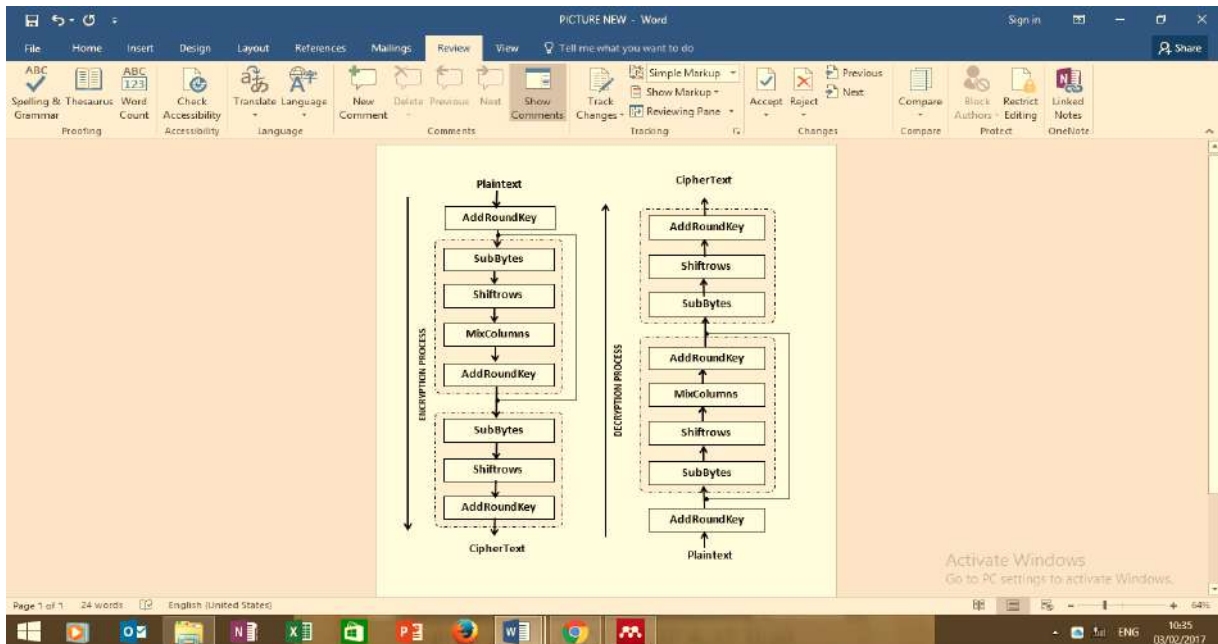 PICTURE NEW - Word
Sign in
File Home Insert Design Layout References Mailings Review View Tell me what you want to do Share
ABC
ABC
123
Spelling & Grammar
Thesaurus
Word Count
Check Accessibility
Translate
Language
New Comment
Delete
Previous
Next
Show Comments
Track Changes
Simple Markup
Show Markup
Reviewing Pane
Accept
Reject
Previous
Next
Compare
Block Authors
Restrict Editing
Linked Notes
Proofing Accessibility Language Comments Tracking Changes Compare Protect OneNote
Plaintext
AddRoundKey
SubBytes
Shiftrows
MixColumns
AddRoundKey
SubBytes
Shiftrows
AddRoundKey
CipherText
ENCRYPTION PROCESS
CipherText
AddRoundKey
Shiftrows
SubBytes
AddRoundKey
MixColumns
Shiftrows
SubBytes
AddRoundKey
Plaintext
DECRYPTION PROCESS
Activate Windows
Go to PC settings to activate Windows.
Page 1 of 1 24 words English (United States) 64%
ENG
10:35
03/02/2017